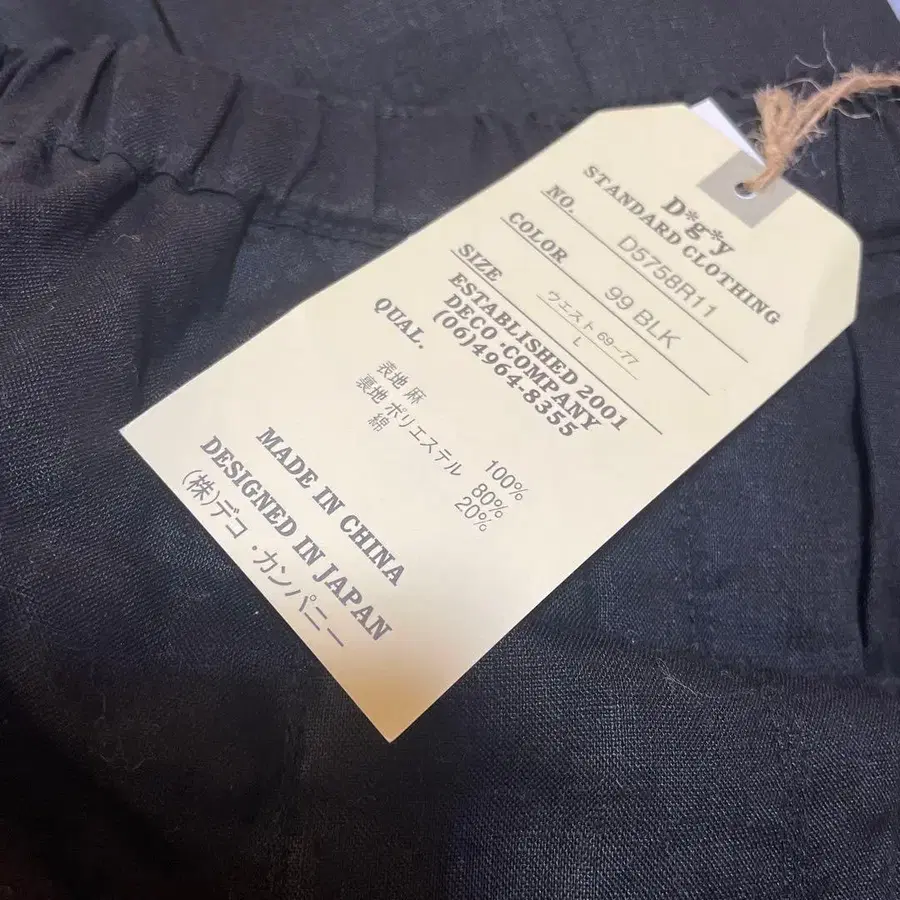 D*g*y
STANDARD CLOTHING
NO. D5758R11
COLOR 99 BLK
SIZE ウエスト 69~77
L
ESTABLISHED 2001
DECO・COMPANY
(06)4964-8355
QUAL.
表地 麻 100%
裏地 ポリエステル 80%
綿 20%
MADE IN CHINA
DESIGNED IN JAPAN
(株)デコ・カンパニー